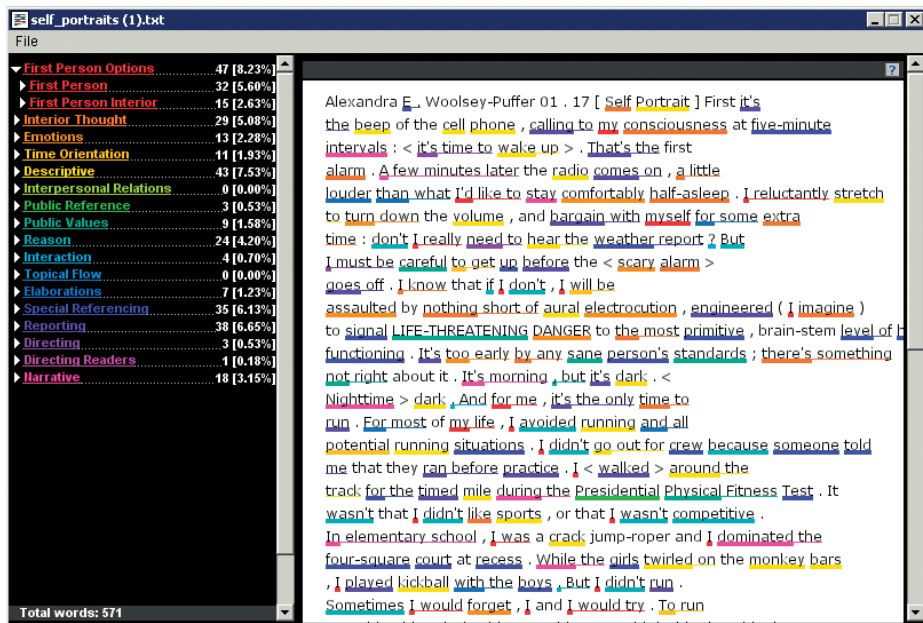 self_portraits (1).txt
File
First Person Options 47 [8.23%]
First Person 32 [5.60%]
First Person Interior 15 [2.63%]
Interior Thought 29 [5.08%]
Emotions 13 [2.28%]
Time Orientation 11 [1.93%]
Descriptive 43 [7.53%]
Interpersonal Relations 0 [0.00%]
Public Reference 3 [0.53%]
Public Values 9 [1.58%]
Reason 24 [4.20%]
Interaction 4 [0.70%]
Topical Flow 0 [0.00%]
Elaborations 7 [1.23%]
Special Referencing 35 [6.13%]
Reporting 38 [6.65%]
Directing 3 [0.53%]
Directing Readers 1 [0.18%]
Narrative 18 [3.15%]
Total words: 571
?
Alexandra E . Woolsey-Puffer 01 . 17 [ Self Portrait ] First it's
the beep of the cell phone , calling to my consciousness at five-minute
intervals : < it's time to wake up > . That's the first
alarm . A few minutes later the radio comes on , a little
louder than what I'd like to stay comfortably half-asleep . I reluctantly stretch
to turn down the volume , and bargain with myself for some extra
time : don't I really need to hear the weather report ? But
I must be careful to get up before the < scary alarm >
goes off . I know that if I don't , I will be
assaulted by nothing short of aural electrocution , engineered ( I imagine )
to signal LIFE-THREATENING DANGER to the most primitive , brain-stem level of h
functioning . It's too early by any sane person's standards ; there's something
not right about it . It's morning , but it's dark . <
Nighttime > dark , And for me , it's the only time to
run . For most of my life , I avoided running and all
potential running situations . I didn't go out for crew because someone told
me that they ran before practice . I < walked > around the
track for the timed mile during the Presidential Physical Fitness Test . It
wasn't that I didn't like sports , or that I wasn't competitive .
In elementary school , I was a crack jump-roper and I dominated the
four-square court at recess . While the girls twirled on the monkey bars
, I played kickball with the boys , But I didn't run .
Sometimes I would forget , I and I would try . To run